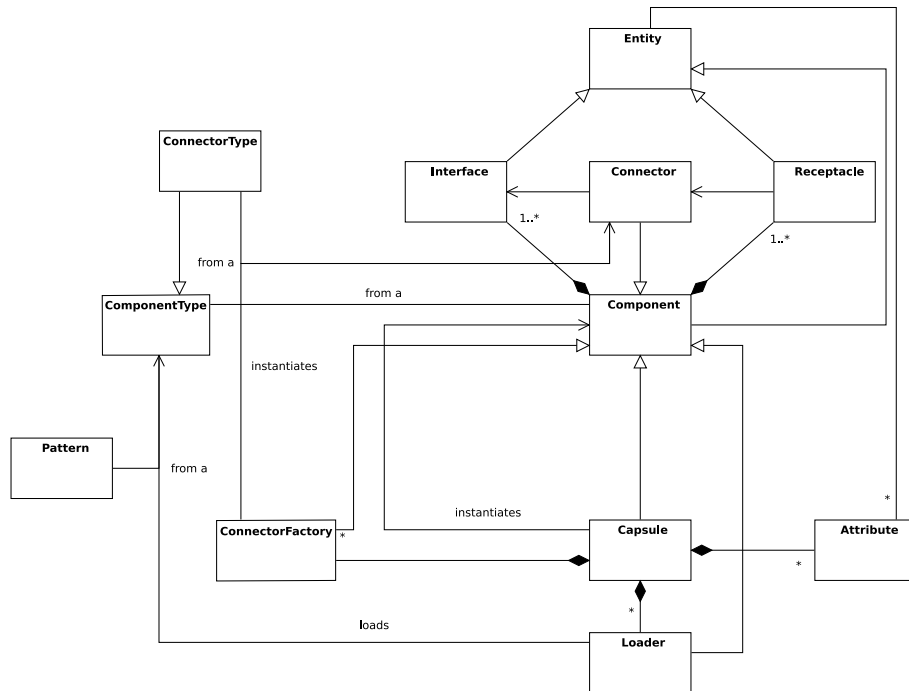 Entity
ConnectorType
Interface
Connector
Receptacle
1..*
1..*
from a
from a
ComponentType
Component
instantiates
Pattern
from a
*
instantiates
ConnectorFactory
*
Capsule
Attribute
*
*
loads
Loader